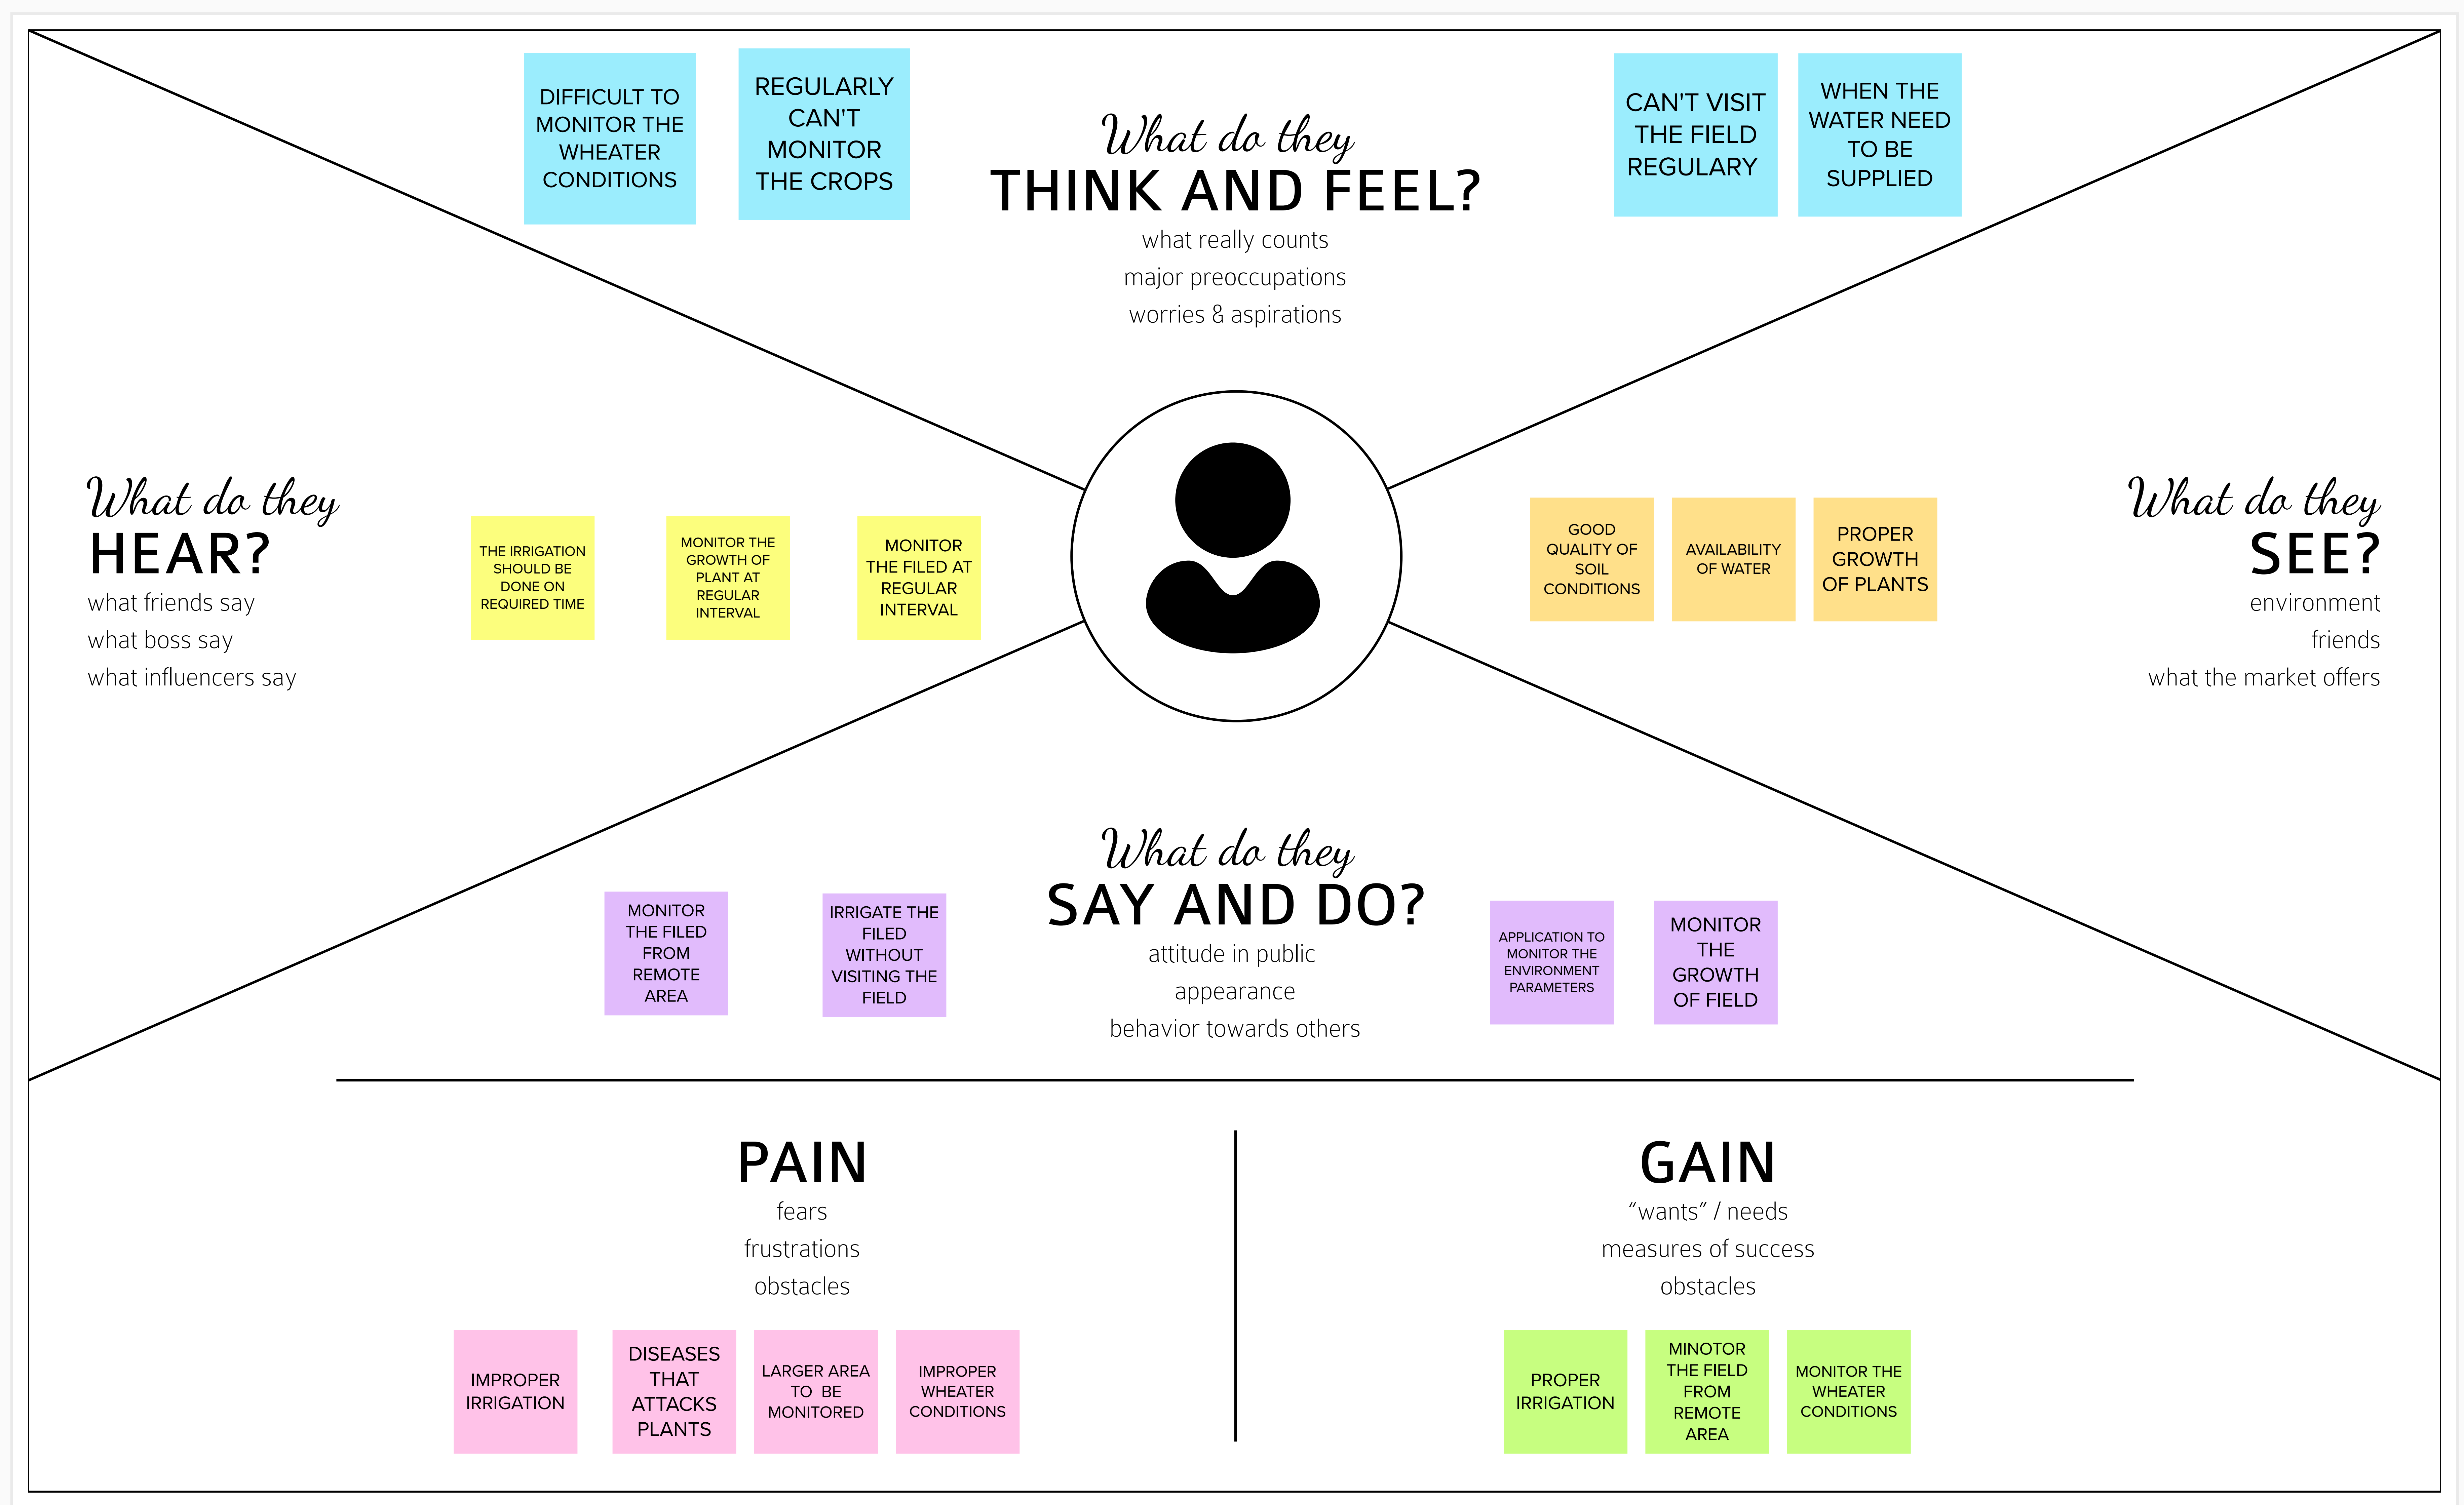 DIFFICULT TO
MONITOR THE
WHEATER
CONDITIONS
REGULARLY
CAN'T
MONITOR
THE CROPS
What do they
THINK AND FEEL?
what really counts
major preoccupations
worries & aspirations
CAN'T VISIT
THE FIELD
REGULARY
WHEN THE
WATER NEED
TO BE
SUPPLIED
What do they
HEAR?
what friends say
what boss say
what influencers say
THE IRRIGATION
SHOULD BE
DONE ON
REQUIRED TIME
MONITOR THE
GROWTH OF
PLANT AT
REGULAR
INTERVAL
MONITOR
THE FILED AT
REGULAR
INTERVAL
GOOD
QUALITY OF
SOIL
CONDITIONS
AVAILABILITY
OF WATER
PROPER
GROWTH
OF PLANTS
What do they
SEE?
environment
friends
what the market offers
MONITOR
THE FILED
FROM
REMOTE
AREA
IRRIGATE THE
FILED
WITHOUT
VISITING THE
FIELD
What do they
SAY AND DO?
attitude in public
appearance
behavior towards others
APPLICATION TO
MONITOR THE
ENVIRONMENT
PARAMETERS
MONITOR
THE
GROWTH
OF FIELD
PAIN
fears
frustrations
obstacles
IMPROPER
IRRIGATION
DISEASES
THAT
ATTACKS
PLANTS
LARGER AREA
TO BE
MONITORED
IMPROPER
WHEATER
CONDITIONS
GAIN
“wants” / needs
measures of success
obstacles
PROPER
IRRIGATION
MINOTOR
THE FIELD
FROM
REMOTE
AREA
MONITOR THE
WHEATER
CONDITIONS